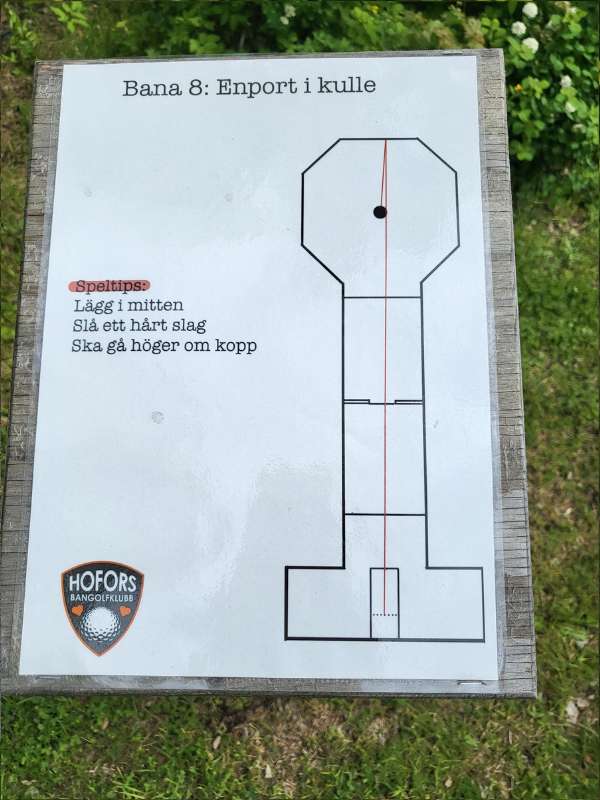 Bana 8: Enport i kulle
Speltips:
Lägg i mitten
Slå ett hårt slag
Ska gå höger om kopp
HOFORS
BANGOLFKLUBB